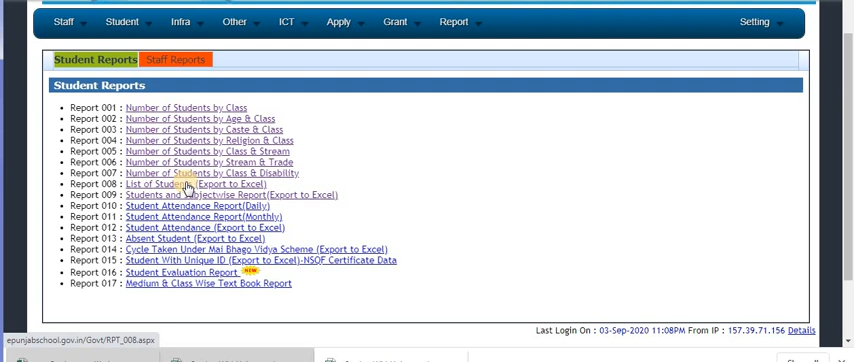 Staff Student Infra Other ICT Apply Grant Report Setting
Student Reports Staff Reports
Student Reports
Report 001 : Number of Students by Class
Report 002 : Number of Students by Age & Class
Report 003 : Number of Students by Caste & Class
Report 004 : Number of Students by Religion & Class
Report 005 : Number of Students by Class & Stream
Report 006 : Number of Students by Stream & Trade
Report 007 : Number of Students by Class & Disability
Report 008 : List of Students (Export to Excel)
Report 009 : Students and Subjectwise Report(Export to Excel)
Report 010 : Student Attendance Report(Daily)
Report 011 : Student Attendance Report(Monthly)
Report 012 : Student Attendance (Export to Excel)
Report 013 : Absent Student (Export to Excel)
Report 014 : Cycle Taken Under Mai Bhago Vidya Scheme (Export to Excel)
Report 015 : Student With Unique ID (Export to Excel)-NSQF Certificate Data
Report 016 : Student Evaluation Report NEW
Report 017 : Medium & Class Wise Text Book Report
Last Login On : 03-Sep-2020 11:08PM From IP : 157.39.71.156 Details
epunjabschool.gov.in/Govt/RPT_008.aspx